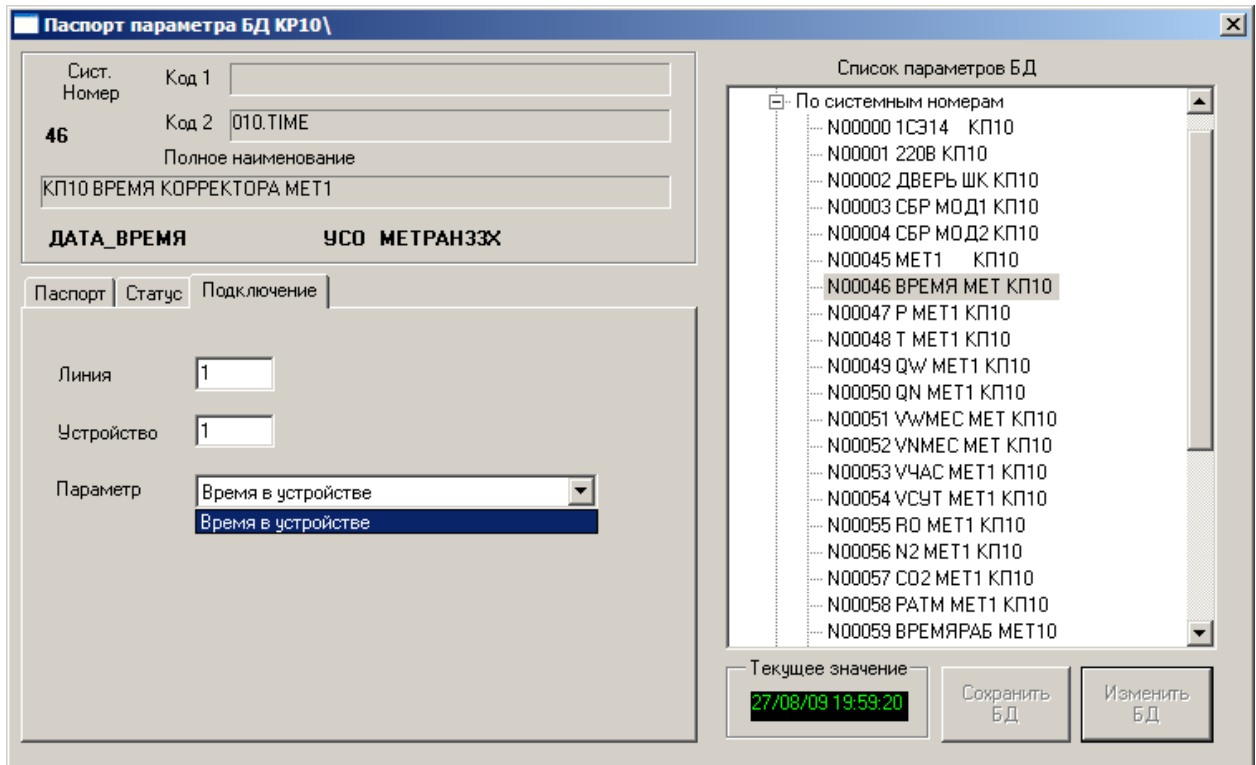 Паспорт параметра БД КР10\
Сист. Номер
46
Код 1
Код 2 010.TIME
Полное наименование
КП10 ВРЕМЯ КОРРЕКТОРА МЕТ1
ДАТА_ВРЕМЯ УСО МЕТРАН33Х
Паспорт Статус Подключение
Линия 1
Устройство 1
Параметр Время в устройстве
Время в устройстве
Список параметров БД
По системным номерам
N00000 1СЭ14 КП10
N00001 220В КП10
N00002 ДВЕРЬ ШК КП10
N00003 СБР МОД1 КП10
N00004 СБР МОД2 КП10
N00045 МЕТ1 КП10
N00046 ВРЕМЯ МЕТ КП10
N00047 P МЕТ1 КП10
N00048 T МЕТ1 КП10
N00049 QW МЕТ1 КП10
N00050 QN МЕТ1 КП10
N00051 VWМЕС МЕТ КП10
N00052 VNМЕС МЕТ КП10
N00053 VЧАС МЕТ1 КП10
N00054 VСУТ МЕТ1 КП10
N00055 RO МЕТ1 КП10
N00056 N2 МЕТ1 КП10
N00057 CO2 МЕТ1 КП10
N00058 PATM МЕТ1 КП10
N00059 ВРЕМЯРАБ МЕТ10
Текущее значение
27/08/09 19:59:20
Сохранить БД
Изменить БД